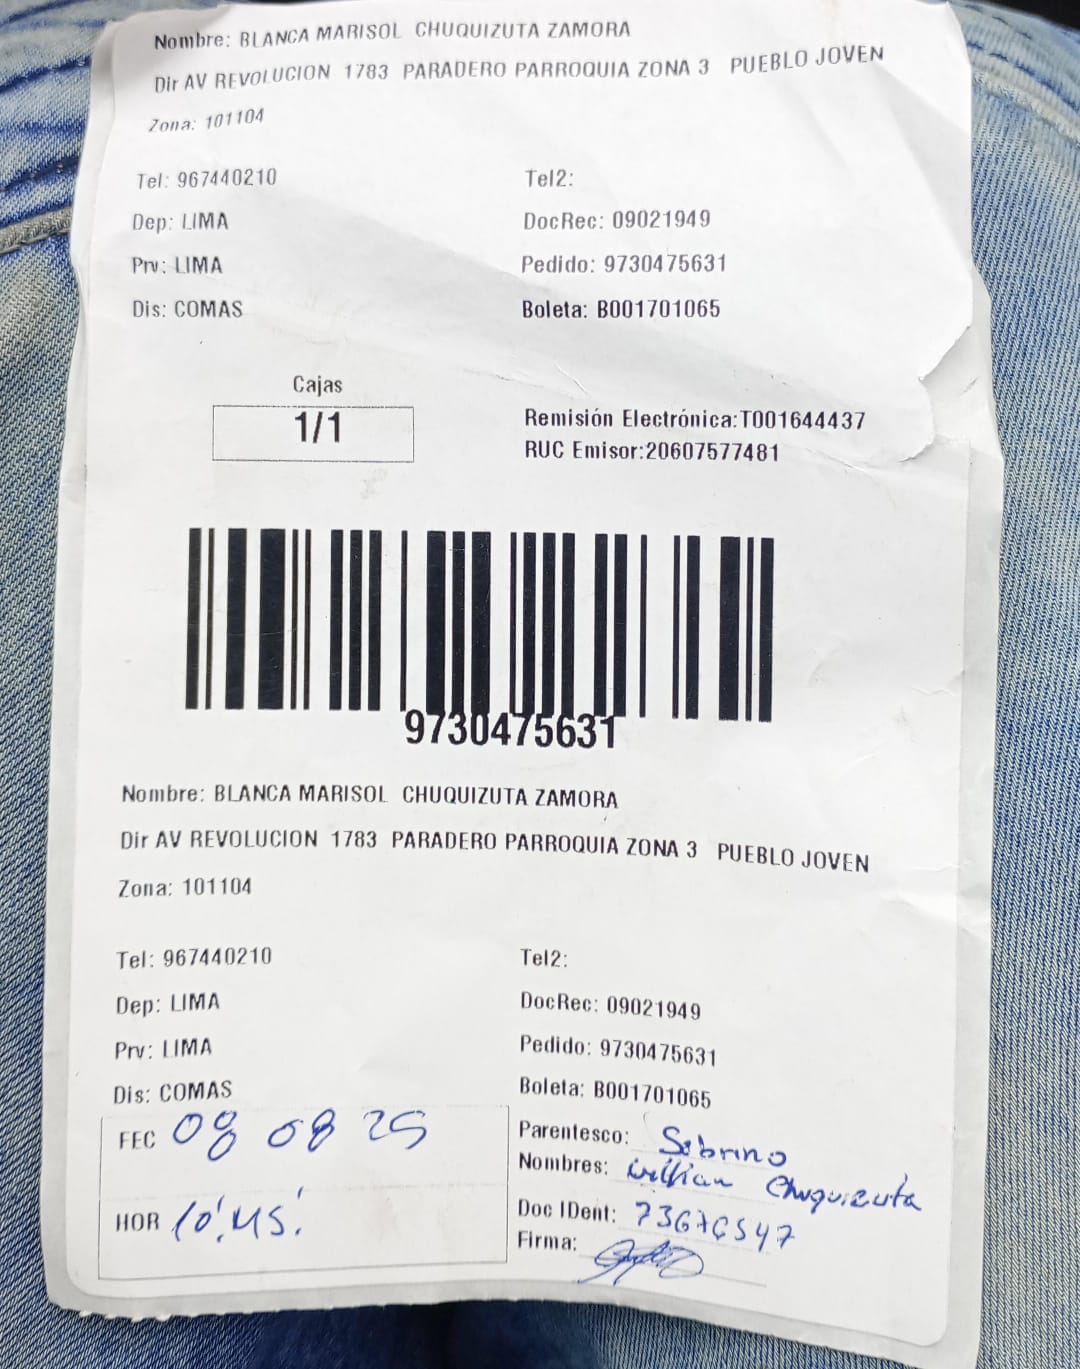 Nombre: BLANCA MARISOL CHUQUIZUTA ZAMORA
Dir AV REVOLUCION 1783 PARADERO PARROQUIA ZONA 3 PUEBLO JOVEN
Zona: 101104
Tel: 967440210 Tel2:
Dep: LIMA DocRec: 09021949
Prv: LIMA Pedido: 9730475631
Dis: COMAS Boleta: B001701065
Cajas
1/1
Remisión Electrónica:T001644437
RUC Emisor:20607577481
9730475631
Nombre: BLANCA MARISOL CHUQUIZUTA ZAMORA
Dir AV REVOLUCION 1783 PARADERO PARROQUIA ZONA 3 PUEBLO JOVEN
Zona: 101104
Tel: 967440210 Tel2:
Dep: LIMA DocRec: 09021949
Prv: LIMA Pedido: 9730475631
Dis: COMAS Boleta: B001701065
FEC 08 08 25
HOR 10:45:
Parentesco: Sobrino
Nombres: Willian Chuquizuta
Doc IDent: 73676547
Firma: